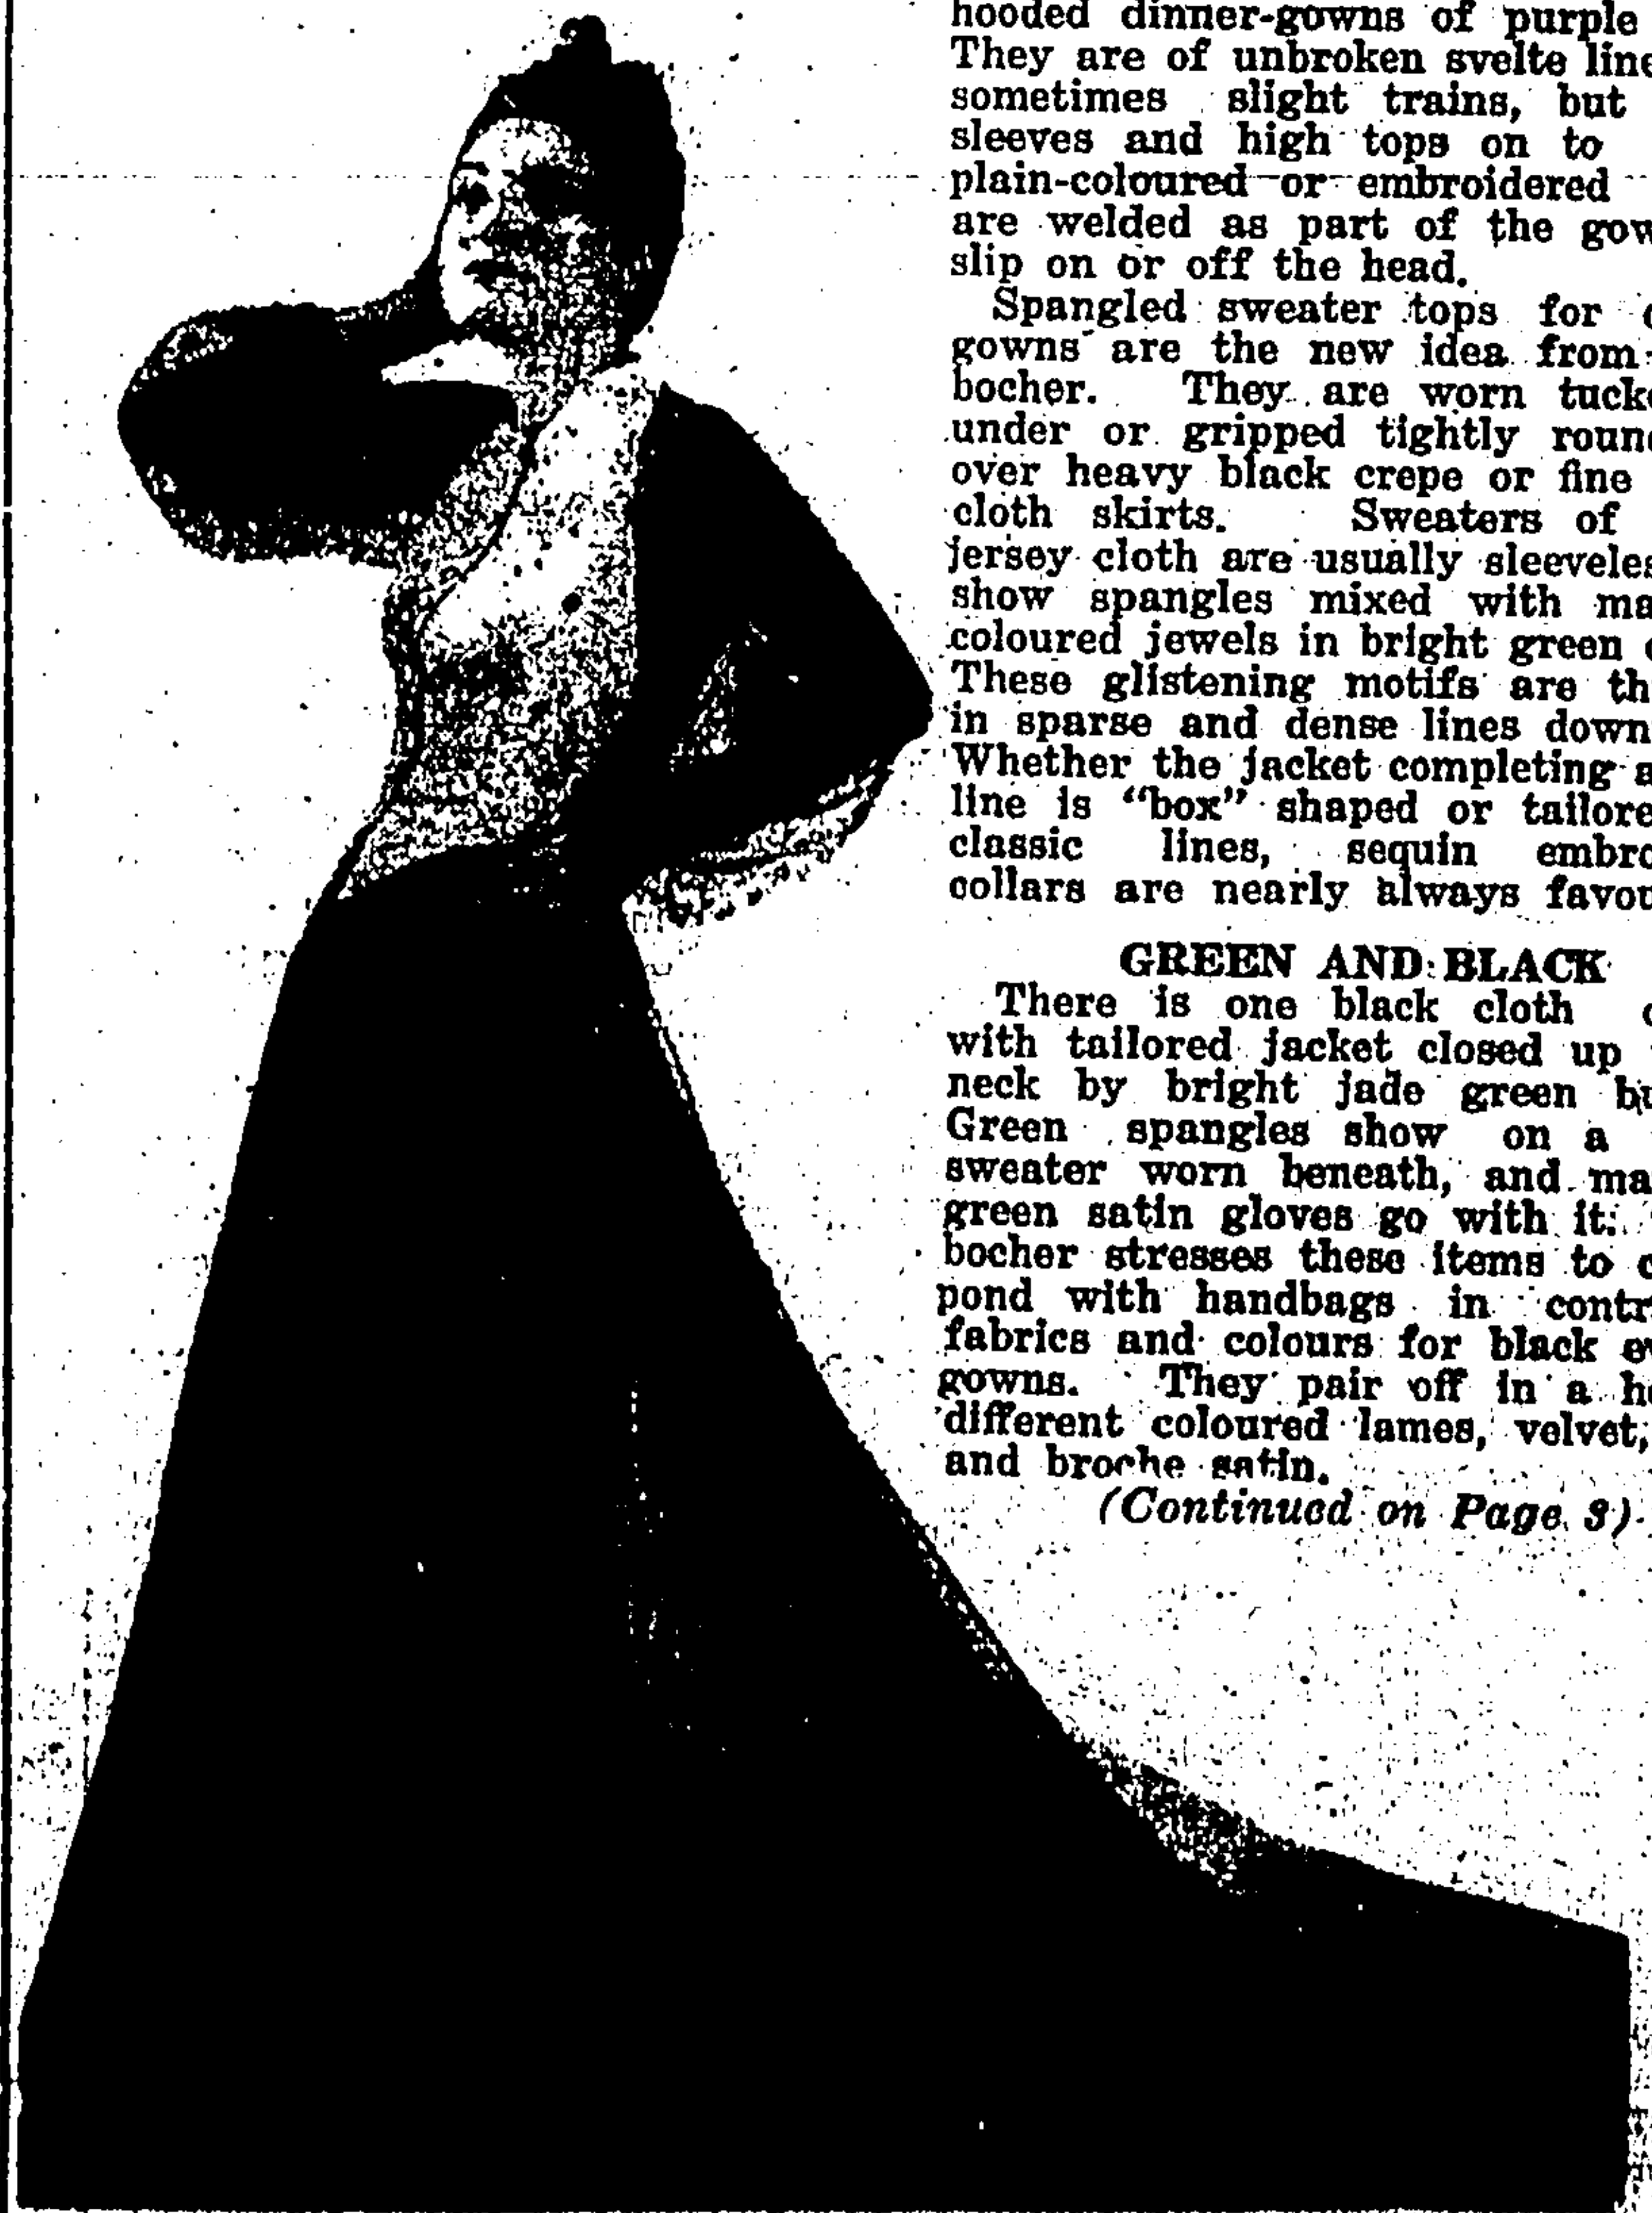 hooded dinner-gowns of purple
They are of unbroken svelte line
sometimes slight trains, but
sleeves and high tops on to
plain-coloured or embroidered
are welded as part of the gow
slip on or off the head.
Spangled sweater tops for
gowns are the new idea from
bocher. They are worn tuck
under or gripped tightly roun
over heavy black crepe or fine
cloth skirts. Sweaters of
jersey cloth are usually sleeveles
show spangles mixed with ma
coloured jewels in bright green
These glistening motifs are th
in sparse and dense lines down
Whether the jacket completing a
line is "box" shaped or tailore
classic lines, sequin embro
collars are nearly always favou
GREEN AND BLACK
There is one black cloth
with tailored jacket closed up
neck by bright jade green bu
Green spangles show on a
sweater worn beneath, and ma
green satin gloves go with it.
bocher stresses these items to c
pond with handbags in contr
fabrics and colours for black ev
gowns. They pair off in a h
different coloured lames, velvet,
and broche satin.
(Continued on Page 3)